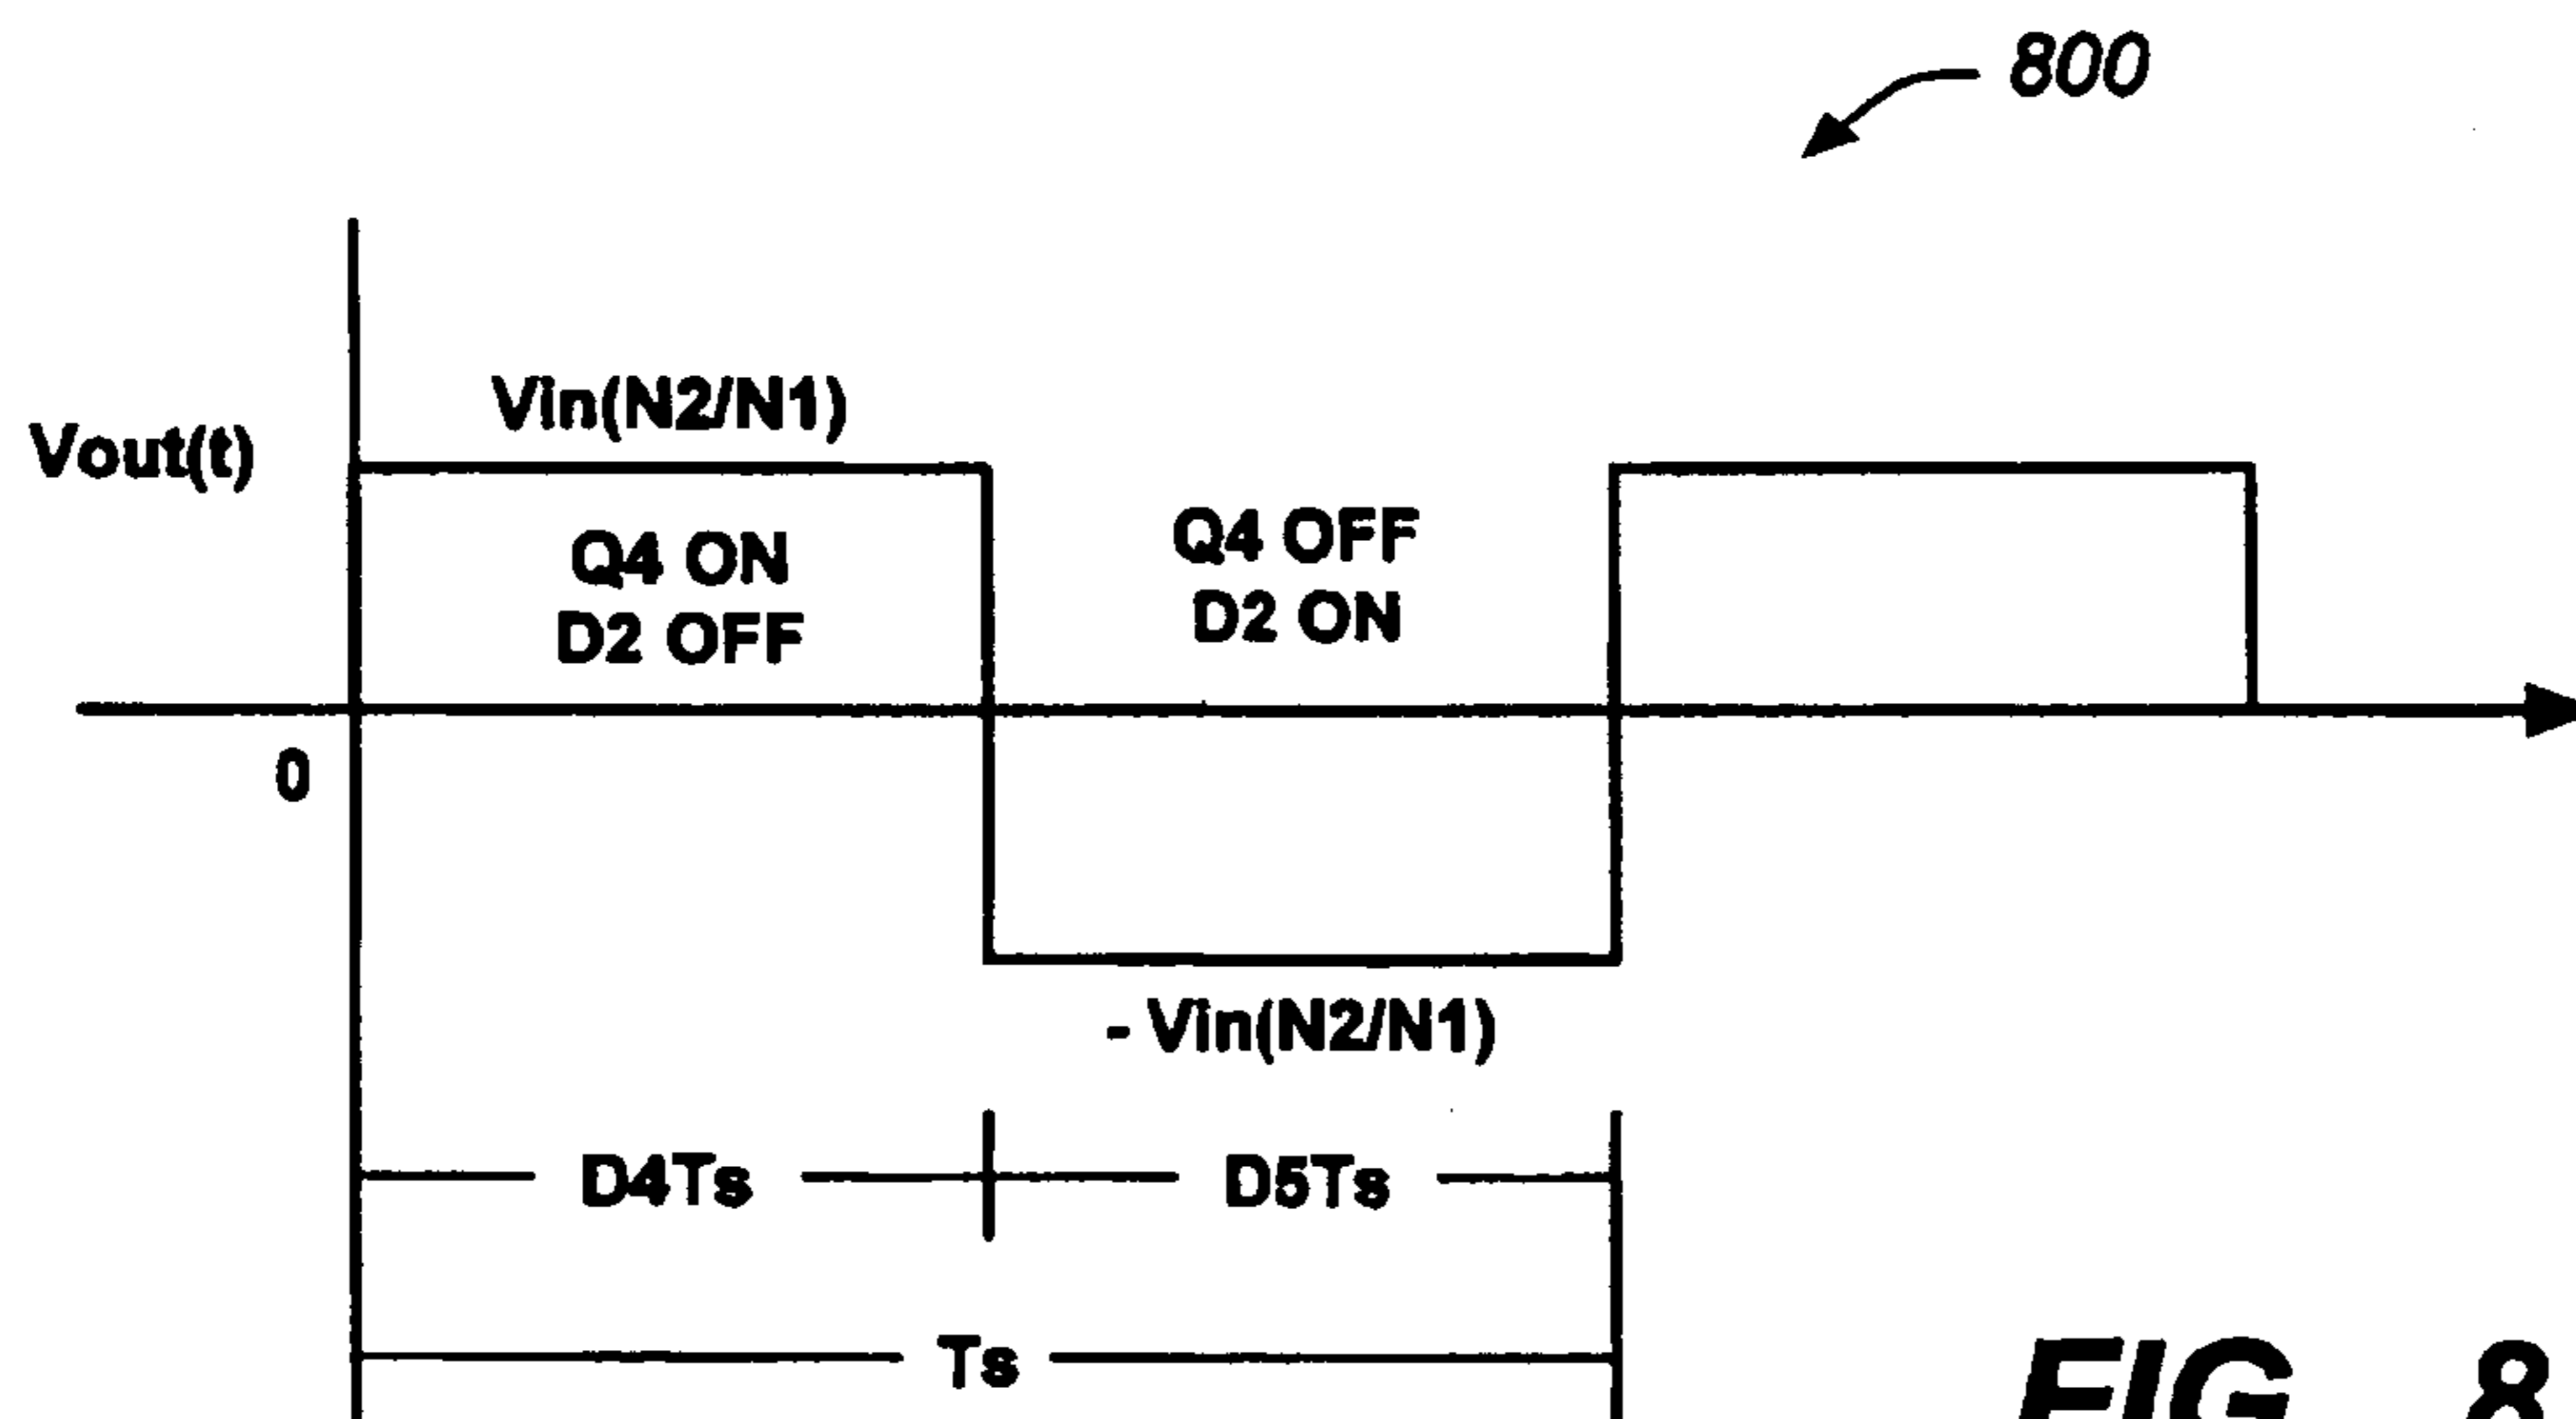 800
Vin(N2/N1)
Vout(t)
Q4 ON
D2 OFF
Q4 OFF
D2 ON
0
- Vin(N2/N1)
D4Ts
D5Ts
Ts
FIG_8